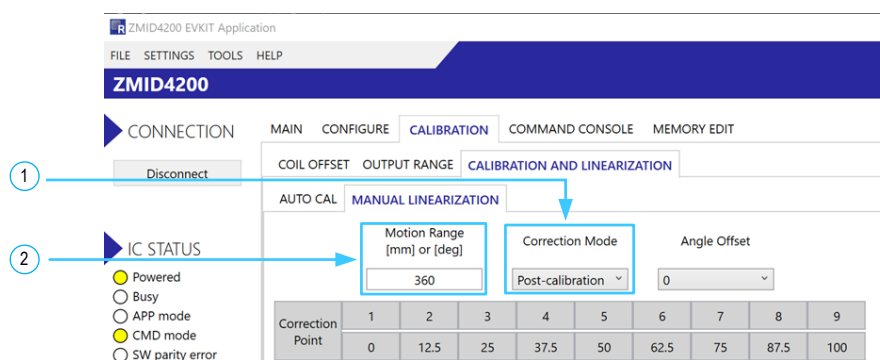 ZMID4200 EVKIT Application
FILE SETTINGS TOOLS HELP
ZMID4200
CONNECTION
Disconnect
MAIN CONFIGURE CALIBRATION COMMAND CONSOLE MEMORY EDIT
COIL OFFSET OUTPUT RANGE CALIBRATION AND LINEARIZATION
1
AUTO CAL MANUAL LINEARIZATION
2
IC STATUS
Powered
Busy
APP mode
CMD mode
SW parity error
Motion Range
[mm] or [deg]
360
Correction Mode
Post-calibration
Angle Offset
0
Correction
Point
1 2 3 4 5 6 7 8 9
0 12.5 25 37.5 50 62.5 75 87.5 100